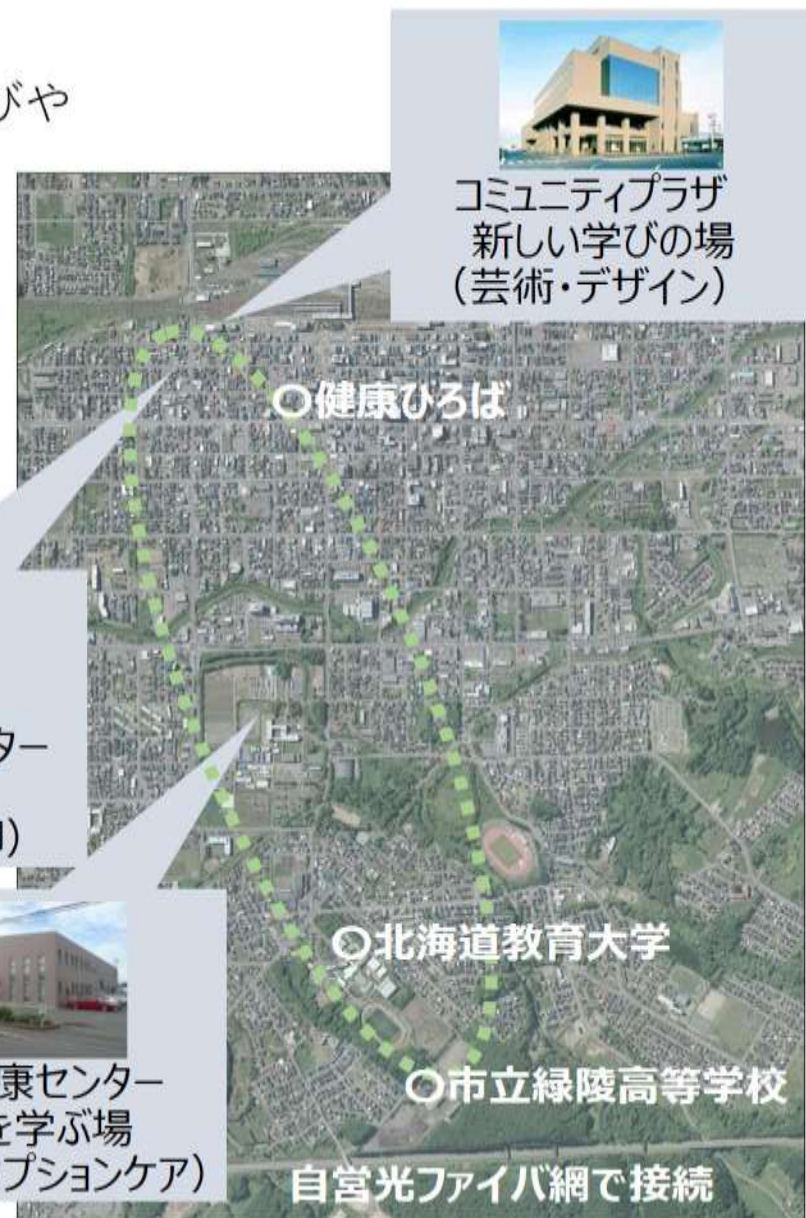 びや
コミュニティプラザ
新しい学びの場
（芸術・デザイン）
○健康ひろば
ター
)
○北海道教育大学
康センター
を学ぶ場
プションケア）
○市立緑陵高等学校
自営光ファイバ網で接続